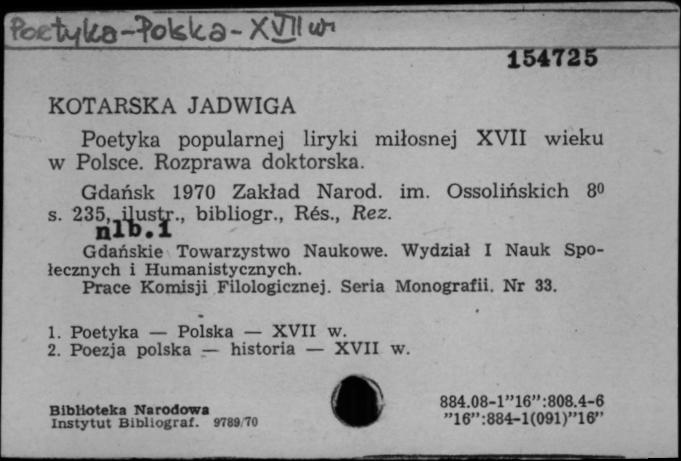 Poetyka-Polska-XVII w
154725
KOTARSKA JADWIGA
Poetyka popularnej liryki miłosnej XVII wieku
w Polsce. Rozprawa doktorska.
Gdańsk 1970 Zakład Narod. im. Ossolińskich 8⁰
s. 235, ilustr., bibliogr., Rés., Rez.
nlb.1
Gdańskie Towarzystwo Naukowe. Wydział I Nauk Spo-
łecznych i Humanistycznych.
Prace Komisji Filologicznej. Seria Monografii. Nr 33.
1. Poetyka — Polska — XVII w.
2. Poezja polska — historia — XVII w.
884.08-1”16”:808.4-6
Biblioteka Narodowa
”16”:884-1(091)”16”
Instytut Bibliograf. 9789/70